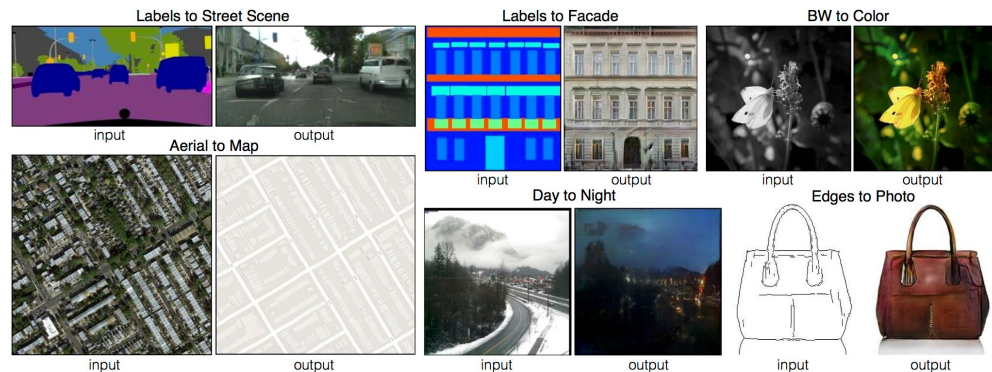 Labels to Street Scene
input
output
Aerial to Map
input
output
Labels to Facade
input
output
BW to Color
input
output
Day to Night
input
output
Edges to Photo
input
output